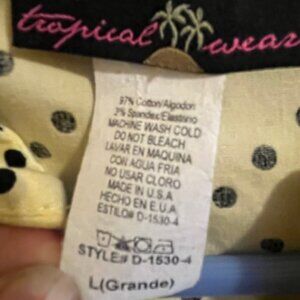 tropical wear
97% Cotton/Algodon
3% Spandex/Elastano
MACHINE WASH COLD
DO NOT BLEACH
LAVAR EN MAQUINA
CON AGUA FRIA
NO USAR CLORO
MADE IN U.S.A
HECHO EN E.U.A
ESTILO# D-1530-4
STYLE# D-1530-4
L(Grande)